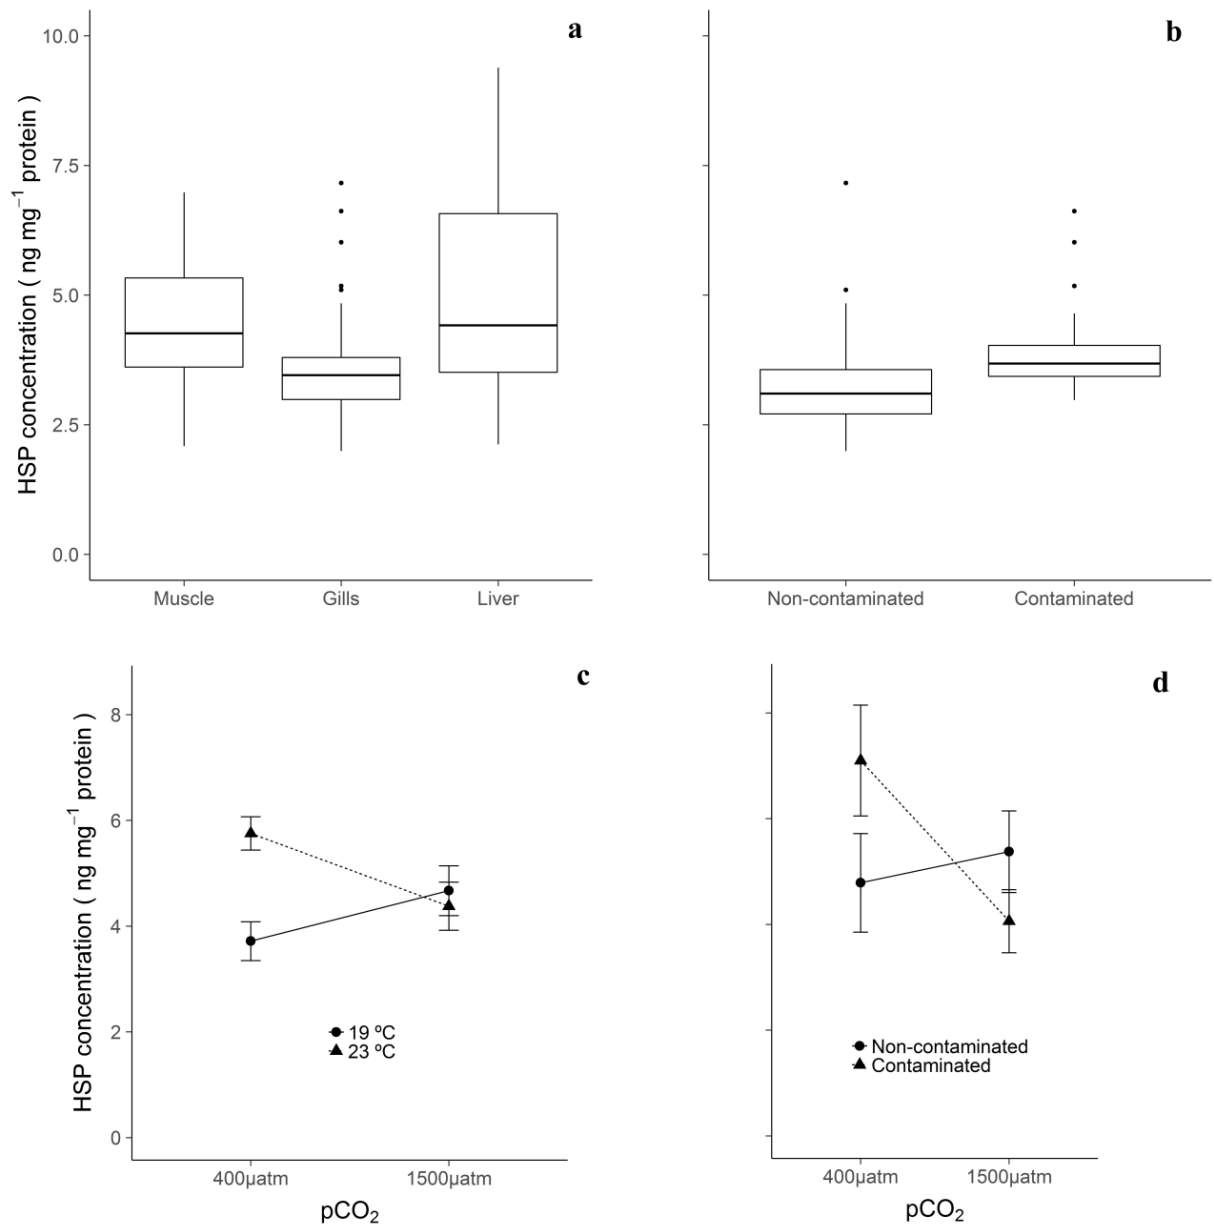 a
b
HSP concentration ( ng mg⁻¹ protein )
10.0
7.5
5.0
2.5
0.0
Muscle Gills Liver
Non-contaminated Contaminated
c
d
HSP concentration ( ng mg⁻¹ protein )
8
6
4
2
0
19 ºC
23 ºC
Non-contaminated
Contaminated
400µatm 1500µatm
400µatm 1500µatm
pCO₂
pCO₂